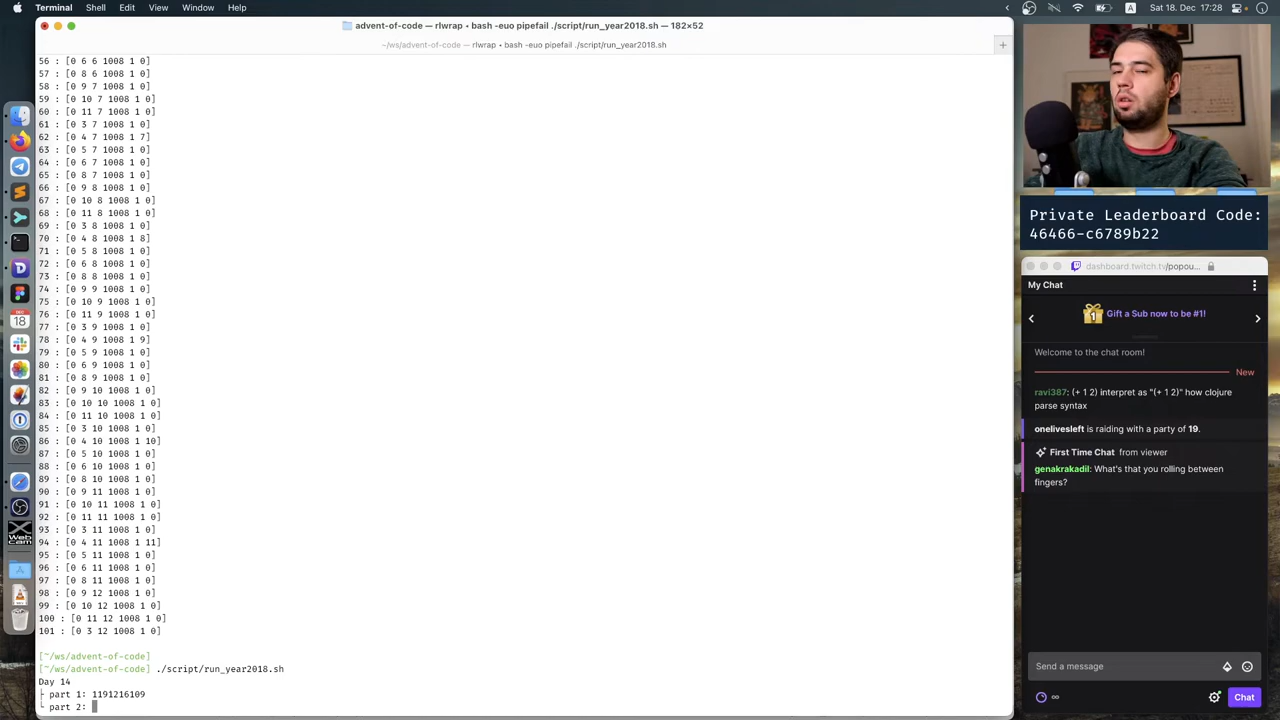 Terminal Shell Edit View Window Help
A Sat 18. Dec 17:28
advent-of-code — rlwrap • bash -euo pipefail ./script/run_year2018.sh — 182×52
~/ws/advent-of-code — rlwrap • bash -euo pipefail ./script/run_year2018.sh
56 : [0 6 6 1008 1 0]
57 : [0 8 6 1008 1 0]
58 : [0 9 7 1008 1 0]
59 : [0 10 7 1008 1 0]
60 : [0 11 7 1008 1 0]
61 : [0 3 7 1008 1 0]
62 : [0 4 7 1008 1 7]
63 : [0 5 7 1008 1 0]
64 : [0 6 7 1008 1 0]
65 : [0 8 7 1008 1 0]
66 : [0 9 8 1008 1 0]
67 : [0 10 8 1008 1 0]
68 : [0 11 8 1008 1 0]
69 : [0 3 8 1008 1 0]
70 : [0 4 8 1008 1 8]
71 : [0 5 8 1008 1 0]
72 : [0 6 8 1008 1 0]
73 : [0 8 8 1008 1 0]
74 : [0 9 9 1008 1 0]
75 : [0 10 9 1008 1 0]
76 : [0 11 9 1008 1 0]
77 : [0 3 9 1008 1 0]
78 : [0 4 9 1008 1 9]
79 : [0 5 9 1008 1 0]
80 : [0 6 9 1008 1 0]
81 : [0 8 9 1008 1 0]
82 : [0 9 10 1008 1 0]
83 : [0 10 10 1008 1 0]
84 : [0 11 10 1008 1 0]
85 : [0 3 10 1008 1 0]
86 : [0 4 10 1008 1 10]
87 : [0 5 10 1008 1 0]
88 : [0 6 10 1008 1 0]
89 : [0 8 10 1008 1 0]
90 : [0 9 11 1008 1 0]
91 : [0 10 11 1008 1 0]
92 : [0 11 11 1008 1 0]
93 : [0 3 11 1008 1 0]
94 : [0 4 11 1008 1 11]
95 : [0 5 11 1008 1 0]
96 : [0 6 11 1008 1 0]
97 : [0 8 11 1008 1 0]
98 : [0 9 12 1008 1 0]
99 : [0 10 12 1008 1 0]
100 : [0 11 12 1008 1 0]
101 : [0 3 12 1008 1 0]
[~/ws/advent-of-code]
[~/ws/advent-of-code] ./script/run_year2018.sh
Day 14
├ part 1: 1191216109
└ part 2:
DEC
18
WebCam
Private Leaderboard Code:
46466-c6789b22
dashboard.twitch.tv/popou...
My Chat
1 Gift a Sub now to be #1!
Welcome to the chat room!
New
ravi387: (+ 1 2) interpret as "(+ 1 2)" how clojure
parse syntax
onelivesleft is raiding with a party of 19.
First Time Chat from viewer
genakrakadil: What's that you rolling between
fingers?
Send a message
∞
Chat